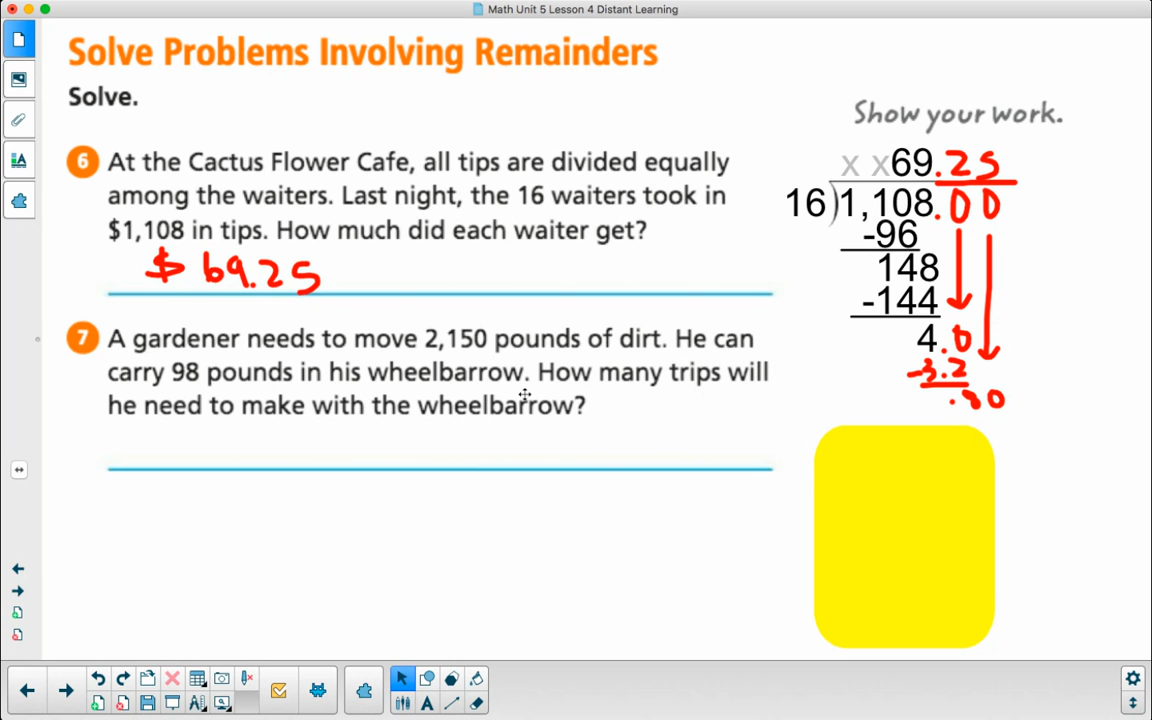 Math Unit 5 Lesson 4 Distant Learning
Solve Problems Involving Remainders
Solve.
Show your work.
6 At the Cactus Flower Cafe, all tips are divided equally
among the waiters. Last night, the 16 waiters took in
$1,108 in tips. How much did each waiter get?
$ 69.25
x x69.25
16)1,108.00
-96
148
-144
4.0
-3.2
.80
7 A gardener needs to move 2,150 pounds of dirt. He can
carry 98 pounds in his wheelbarrow. How many trips will
he need to make with the wheelbarrow?